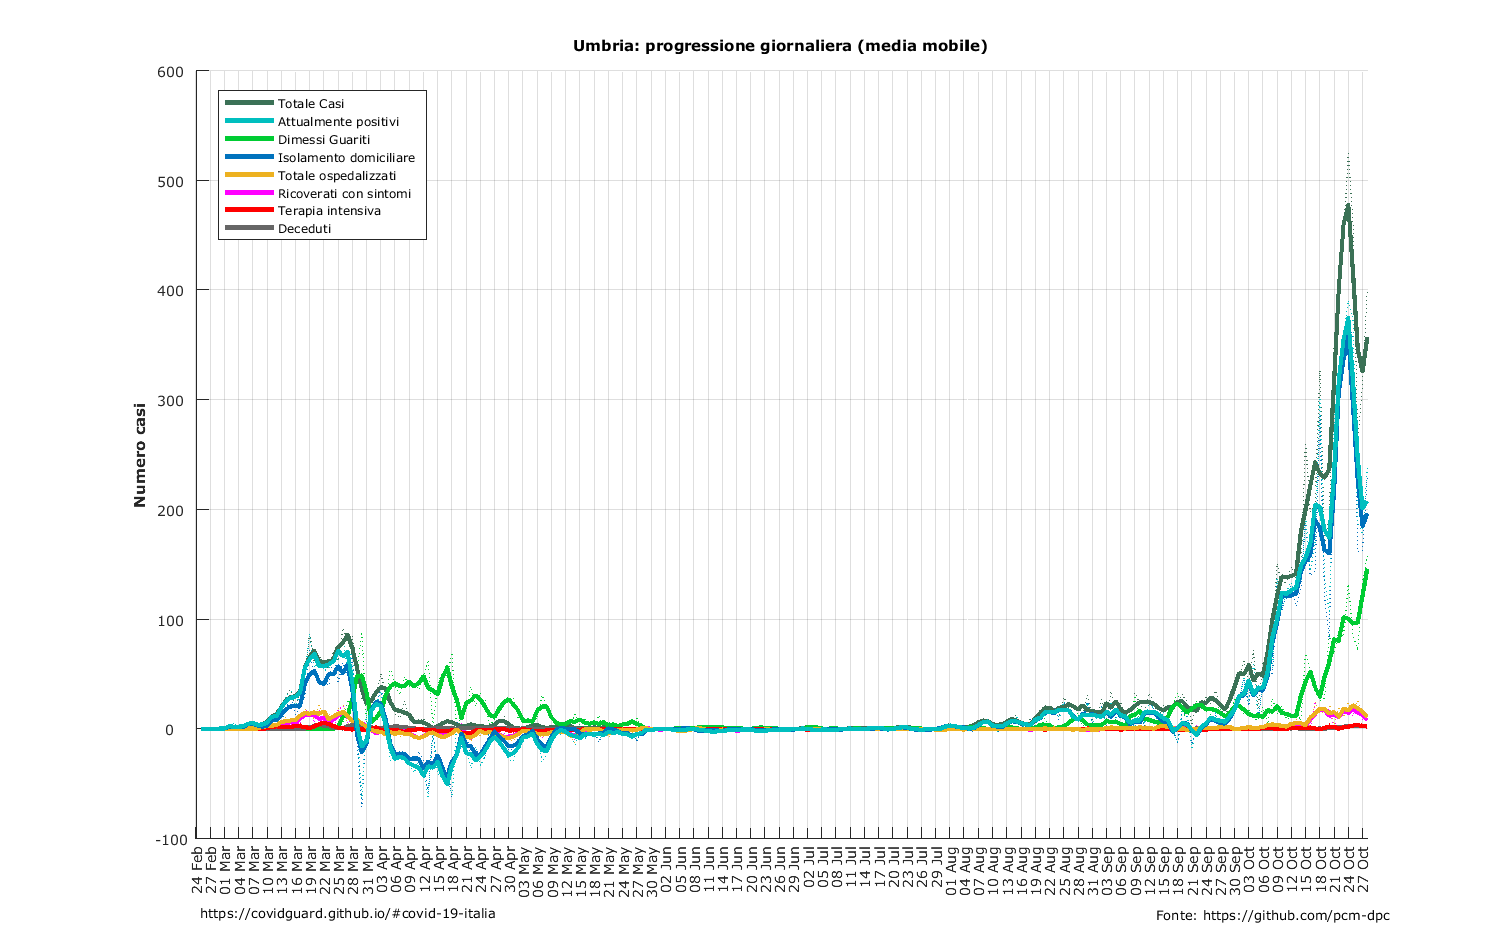 Umbria: progressione giornaliera (media mobile)
600
500
400
300
200
100
0
-100
Numero casi
Totale Casi
Attualmente positivi
Dimessi Guariti
Isolamento domiciliare
Totale ospedalizzati
Ricoverati con sintomi
Terapia intensiva
Deceduti
24 Feb
27 Feb
01 Mar
04 Mar
07 Mar
10 Mar
13 Mar
16 Mar
19 Mar
22 Mar
25 Mar
28 Mar
31 Mar
03 Apr
06 Apr
09 Apr
12 Apr
15 Apr
18 Apr
21 Apr
24 Apr
27 Apr
30 Apr
03 May
06 May
09 May
12 May
15 May
18 May
21 May
24 May
27 May
30 May
02 Jun
05 Jun
08 Jun
11 Jun
14 Jun
17 Jun
20 Jun
23 Jun
26 Jun
29 Jun
02 Jul
05 Jul
08 Jul
11 Jul
14 Jul
17 Jul
20 Jul
23 Jul
26 Jul
29 Jul
01 Aug
04 Aug
07 Aug
10 Aug
13 Aug
16 Aug
19 Aug
22 Aug
25 Aug
28 Aug
31 Aug
03 Sep
06 Sep
09 Sep
12 Sep
15 Sep
18 Sep
21 Sep
24 Sep
27 Sep
30 Sep
03 Oct
06 Oct
09 Oct
12 Oct
15 Oct
18 Oct
21 Oct
24 Oct
27 Oct
https://covidguard.github.io/#covid-19-italia
Fonte: https://github.com/pcm-dpc